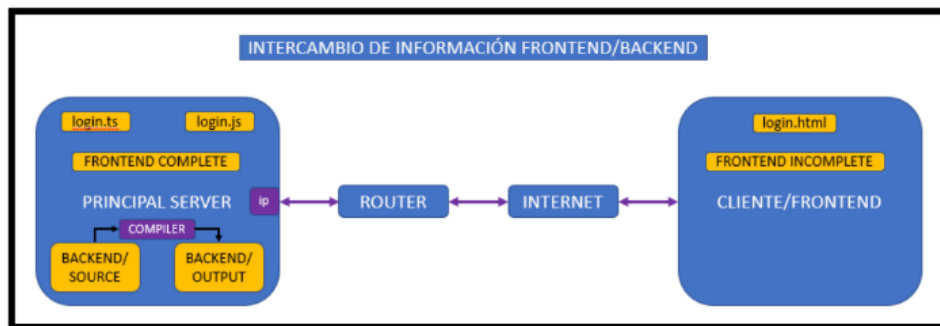 INTERCAMBIO DE INFORMACIÓN FRONTEND/BACKEND
login.ts
login.js
FRONTEND COMPLETE
PRINCIPAL SERVER
ip
COMPILER
BACKEND/
SOURCE
BACKEND/
OUTPUT
ROUTER
INTERNET
login.html
FRONTEND INCOMPLETE
CLIENTE/FRONTEND